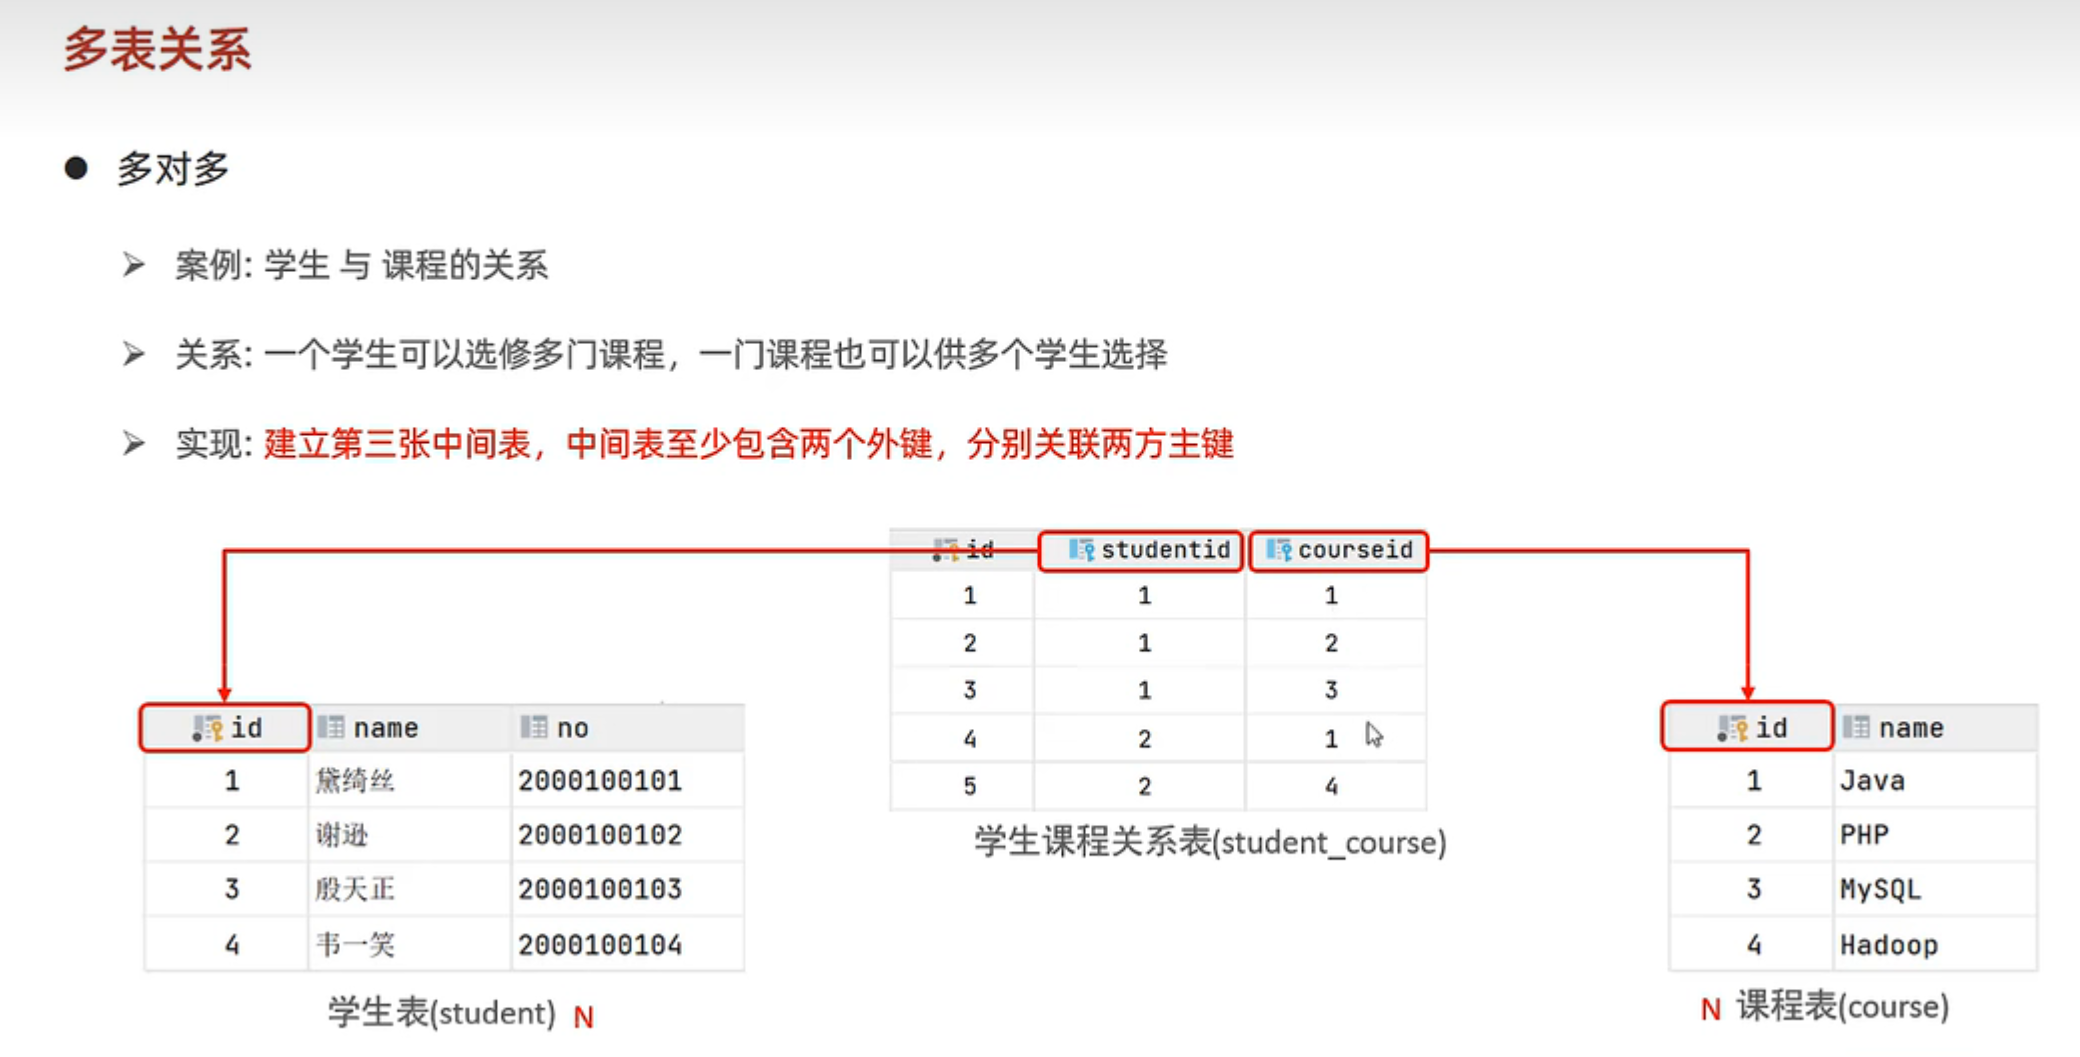 多表关系
● 多对多
➢ 案例: 学生 与 课程的关系
➢ 关系: 一个学生可以选修多门课程，一门课程也可以供多个学生选择
➢ 实现: 建立第三张中间表，中间表至少包含两个外键，分别关联两方主键
id studentid courseid
1 1 1
2 1 2
3 1 3
4 2 1
5 2 4
学生课程关系表(student_course)
id name no
1 黛绮丝 2000100101
2 谢逊 2000100102
3 殷天正 2000100103
4 韦一笑 2000100104
学生表(student) N
id name
1 Java
2 PHP
3 MySQL
4 Hadoop
N 课程表(course)